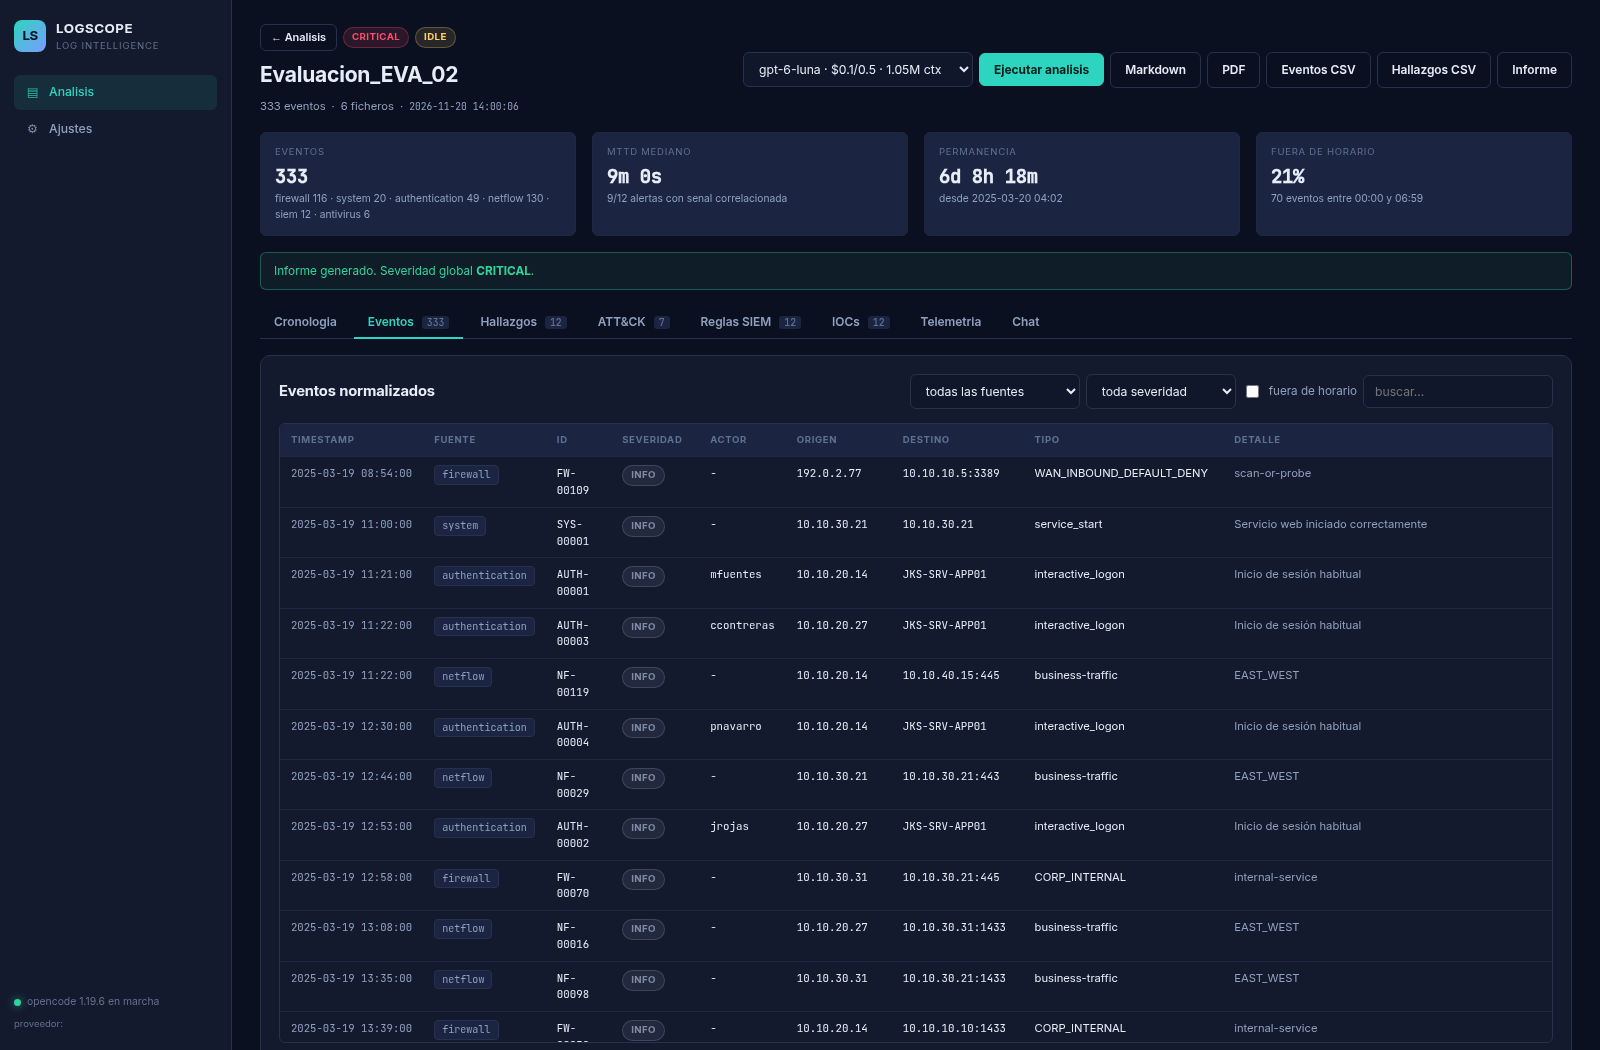 LS
LOGSCOPE
LOG INTELLIGENCE
Analisis
Ajustes
opencode 1.19.6 en marcha
proveedor:
← Analisis CRITICAL IDLE
Evaluacion_EVA_02
333 eventos · 6 ficheros · 2026-11-20 14:00:06
gpt-6-luna · $0.1/0.5 · 1.05M ctx Ejecutar analisis Markdown PDF Eventos CSV Hallazgos CSV Informe
EVENTOS
333
firewall 116 · system 20 · authentication 49 · netflow 130 ·
siem 12 · antivirus 6
MTTD MEDIANO
9m 0s
9/12 alertas con senal correlacionada
PERMANENCIA
6d 8h 18m
desde 2025-03-20 04:02
FUERA DE HORARIO
21%
70 eventos entre 00:00 y 06:59
Informe generado. Severidad global CRITICAL.
Cronologia Eventos 333 Hallazgos 12 ATT&CK 7 Reglas SIEM 12 IOCs 12 Telemetria Chat
Eventos normalizados todas las fuentes toda severidad fuera de horario buscar...
TIMESTAMP FUENTE ID SEVERIDAD ACTOR ORIGEN DESTINO TIPO DETALLE
2025-03-19 08:54:00 firewall FW-00109 INFO - 192.0.2.77 10.10.10.5:3389 WAN_INBOUND_DEFAULT_DENY scan-or-probe
2025-03-19 11:00:00 system SYS-00001 INFO - 10.10.30.21 10.10.30.21 service_start Servicio web iniciado correctamente
2025-03-19 11:21:00 authentication AUTH-00001 INFO mfuentes 10.10.20.14 JKS-SRV-APP01 interactive_logon Inicio de sesión habitual
2025-03-19 11:22:00 authentication AUTH-00003 INFO ccontreras 10.10.20.27 JKS-SRV-APP01 interactive_logon Inicio de sesión habitual
2025-03-19 11:22:00 netflow NF-00119 INFO - 10.10.20.14 10.10.40.15:445 business-traffic EAST_WEST
2025-03-19 12:30:00 authentication AUTH-00004 INFO pnavarro 10.10.20.14 JKS-SRV-APP01 interactive_logon Inicio de sesión habitual
2025-03-19 12:44:00 netflow NF-00029 INFO - 10.10.30.21 10.10.30.21:443 business-traffic EAST_WEST
2025-03-19 12:53:00 authentication AUTH-00002 INFO jrojas 10.10.20.27 JKS-SRV-APP01 interactive_logon Inicio de sesión habitual
2025-03-19 12:58:00 firewall FW-00070 INFO - 10.10.30.31 10.10.30.21:445 CORP_INTERNAL internal-service
2025-03-19 13:08:00 netflow NF-00016 INFO - 10.10.20.27 10.10.30.31:1433 business-traffic EAST_WEST
2025-03-19 13:35:00 netflow NF-00098 INFO - 10.10.30.31 10.10.30.21:1433 business-traffic EAST_WEST
2025-03-19 13:39:00 firewall FW- INFO - 10.10.20.14 10.10.10.10:1433 CORP_INTERNAL internal-service